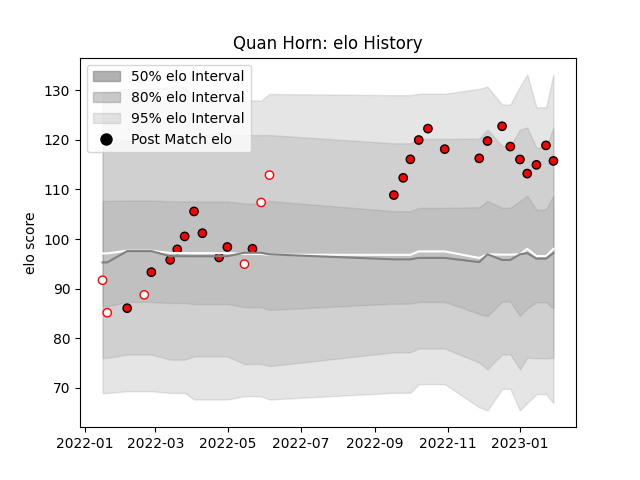 Quan Horn: elo History
50% elo Interval
80% elo Interval
95% elo Interval
Post Match elo
elo score
130
120
110
100
90
80
70
2022-01
2022-03
2022-05
2022-07
2022-09
2022-11
2023-01